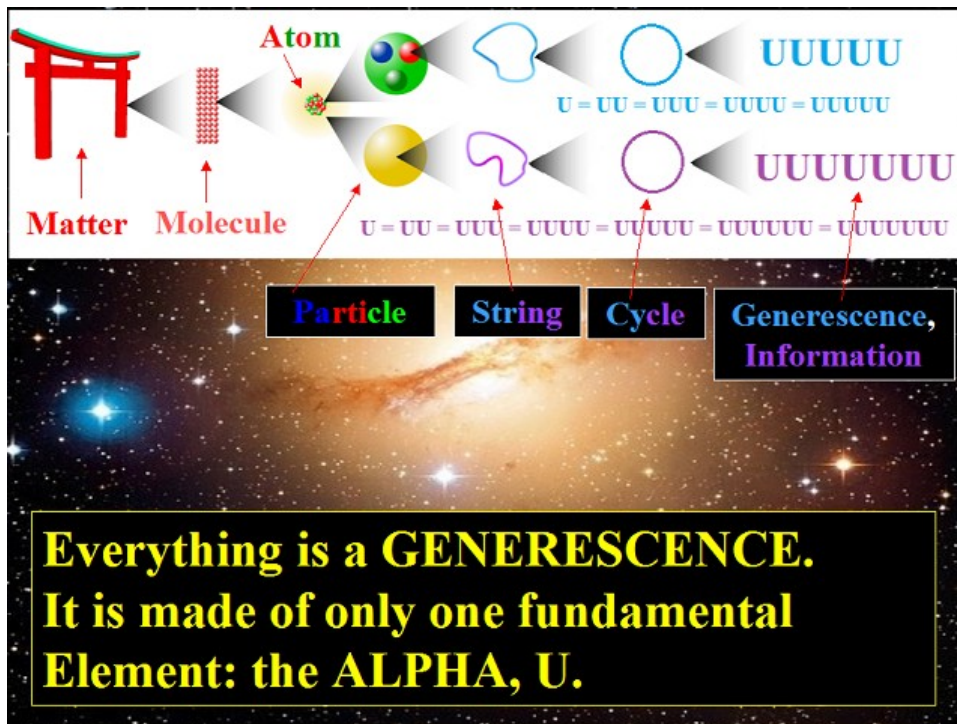 Atom
UUUUU
U = UU = UUU = UUUU = UUUUU
UUUUUUU
Matter
Molecule
U = UU = UUU = UUUU = UUUUU = UUUUUU = UUUUUUU
Particle
String
Cycle
Generescence,
Information
Everything is a GENERESCENCE.
It is made of only one fundamental
Element: the ALPHA, U.